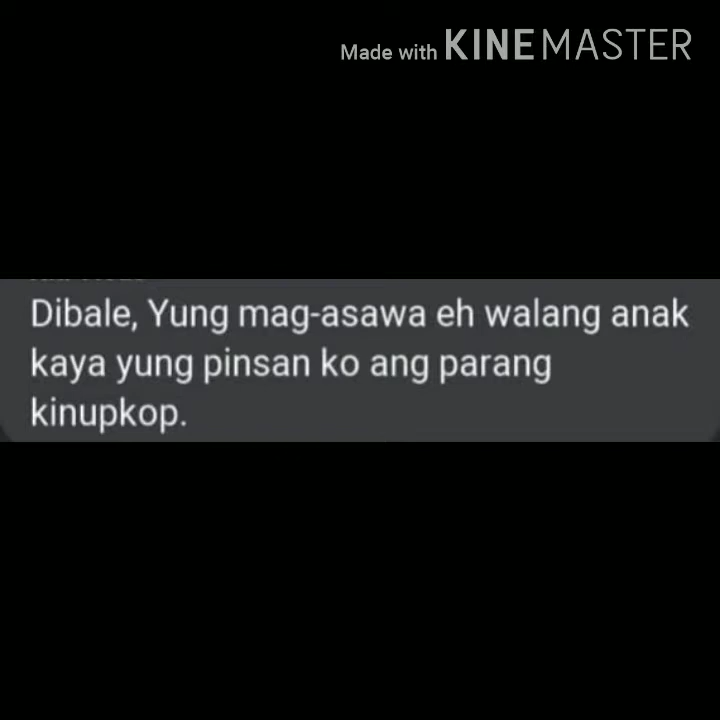 Made with KINEMASTER
Dibale, Yung mag-asawa eh walang anak
kaya yung pinsan ko ang parang
kinupkop.